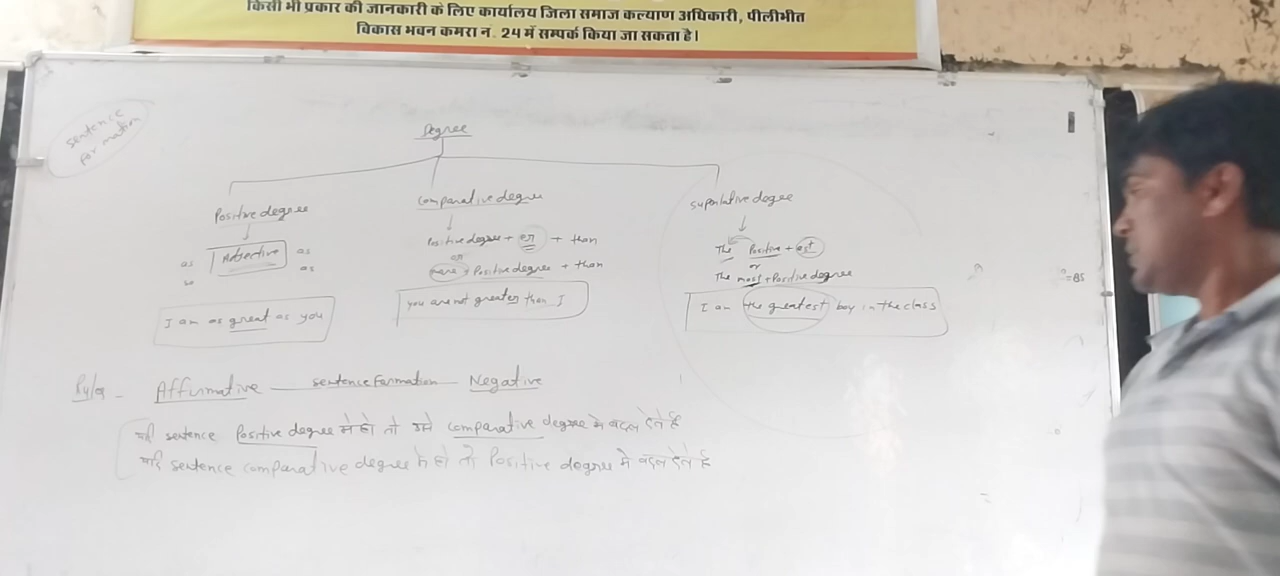 किसी भी प्रकार की जानकारी के लिए कार्यालय जिला समाज कल्याण अधिकारी, पीलीभीत
विकास भवन कमरा नं. 24 में सम्पर्क किया जा सकता है।
sentence
formation
Degree
Positive degree
comparative degree
superlative degree
as Adjective as
so as
Positive degree + er + than
or
more + Positive degree + than
The Positive + est
or
The most + Positive degree
I am as great as you
you are not greater than I
I am the greatest boy in the class
= as
Affirmative — sentence Formation — Negative
यदि sentence Positive degree मे हो तो उसे comparative degree मे बदल देते है
यदि sentence comparative degree मे हो तो Positive degree मे बदल देते है